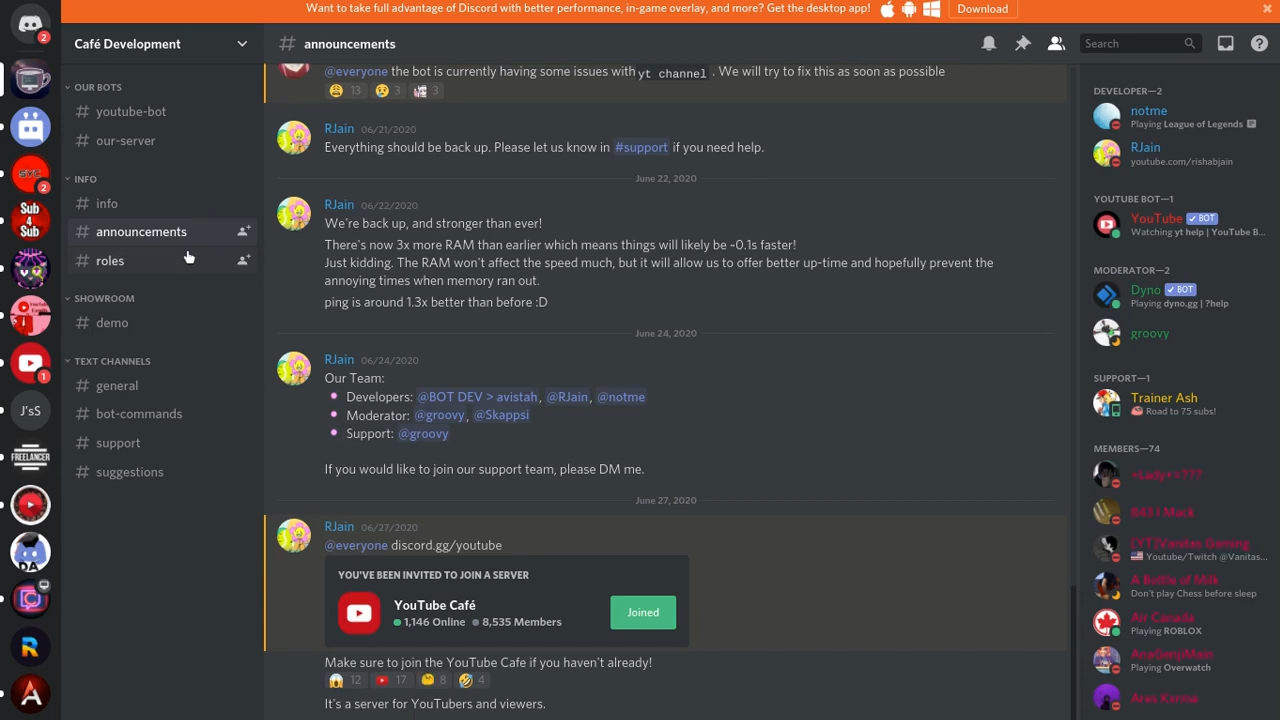 Want to take full advantage of Discord with better performance, in-game overlay, and more? Get the desktop app!
Download
2
Café Development
OUR BOTS
# youtube-bot
# our-server
INFO
# info
# announcements
# roles
SHOWROOM
# demo
TEXT CHANNELS
# general
# bot-commands
# support
# suggestions
SYC
2
Sub
4
Sub
1
J'sS
FREELANCER
DA
# announcements
Search
@everyone the bot is currently having some issues with yt channel . We will try to fix this as soon as possible
13 3 3
RJain 06/21/2020
Everything should be back up. Please let us know in #support if you need help.
June 22, 2020
RJain 06/22/2020
We're back up, and stronger than ever!
There's now 3x more RAM than earlier which means things will likely be ~0.1s faster!
Just kidding. The RAM won't affect the speed much, but it will allow us to offer better up-time and hopefully prevent the
annoying times when memory ran out.
ping is around 1.3x better than before :D
June 24, 2020
RJain 06/24/2020
Our Team:
Developers: @BOT DEV > avistah, @RJain, @notme
Moderator: @groovy, @Skappsi
Support: @groovy
If you would like to join our support team, please DM me.
June 27, 2020
RJain 06/27/2020
@everyone discord.gg/youtube
YOU'VE BEEN INVITED TO JOIN A SERVER
YouTube Café
1,146 Online 8,535 Members
Joined
Make sure to join the YouTube Cafe if you haven't already!
12 17 8 4
It's a server for YouTubers and viewers.
DEVELOPER—2
notme
Playing League of Legends
RJain
youtube.com/rishabjain
YOUTUBE BOT—1
YouTube BOT
Watching yt help | YouTube B...
MODERATOR—2
Dyno BOT
Playing dyno.gg | ?help
groovy
SUPPORT—1
Trainer Ash
Road to 75 subs!
MEMBERS—74
+Lady+=???
B43 I Mack
[YT]Vanitas Gaming
Youtube/Twitch @Vanitas...
A Bottle of Milk
Don't play Chess before sleep
Air Canada
Playing ROBLOX
AnaGenjiMain
Playing Overwatch